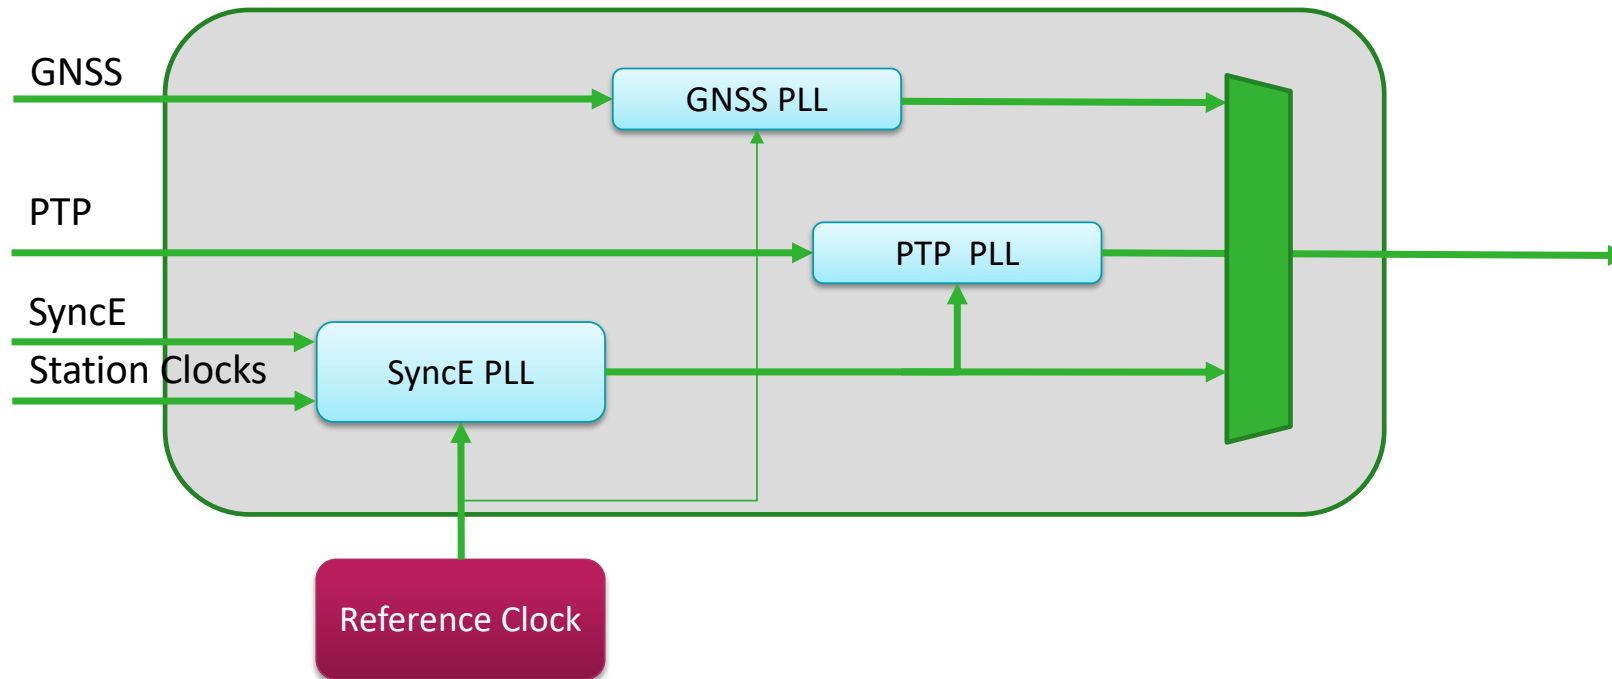 GNSS
GNSS PLL
PTP
PTP PLL
SyncE
Station Clocks
SyncE PLL
Reference Clock